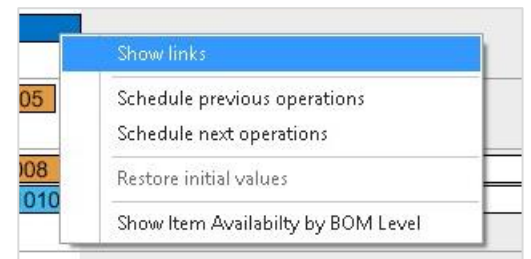 Show links
05
Schedule previous operations
Schedule next operations
008
Restore initial values
010
Show Item Availabilty by BOM Level